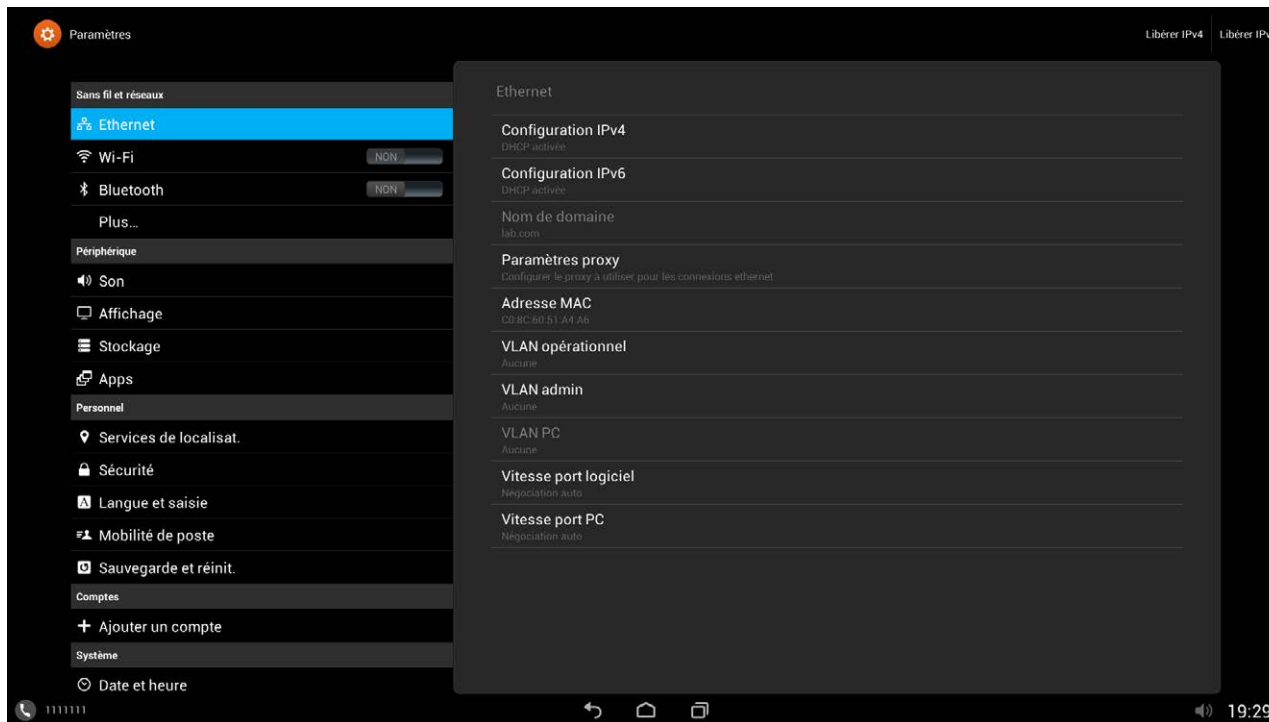 Paramètres
Libérer IPv4
Libérer IPv
Sans fil et réseaux
Ethernet
Wi-Fi NON
Bluetooth NON
Plus...
Périphérique
Son
Affichage
Stockage
Apps
Personnel
Services de localisat.
Sécurité
Langue et saisie
Mobilité de poste
Sauvegarde et réinit.
Comptes
Ajouter un compte
Système
Date et heure
Ethernet
Configuration IPv4
DHCP activée
Configuration IPv6
DHCP activée
Nom de domaine
lab.com
Paramètres proxy
Configurer le proxy à utiliser pour les connexions ethernet
Adresse MAC
C0:8C:60:51:A4:A6
VLAN opérationnel
Aucune
VLAN admin
Aucune
VLAN PC
Aucune
Vitesse port logiciel
Négociation auto
Vitesse port PC
Négociation auto
1111111
19:29